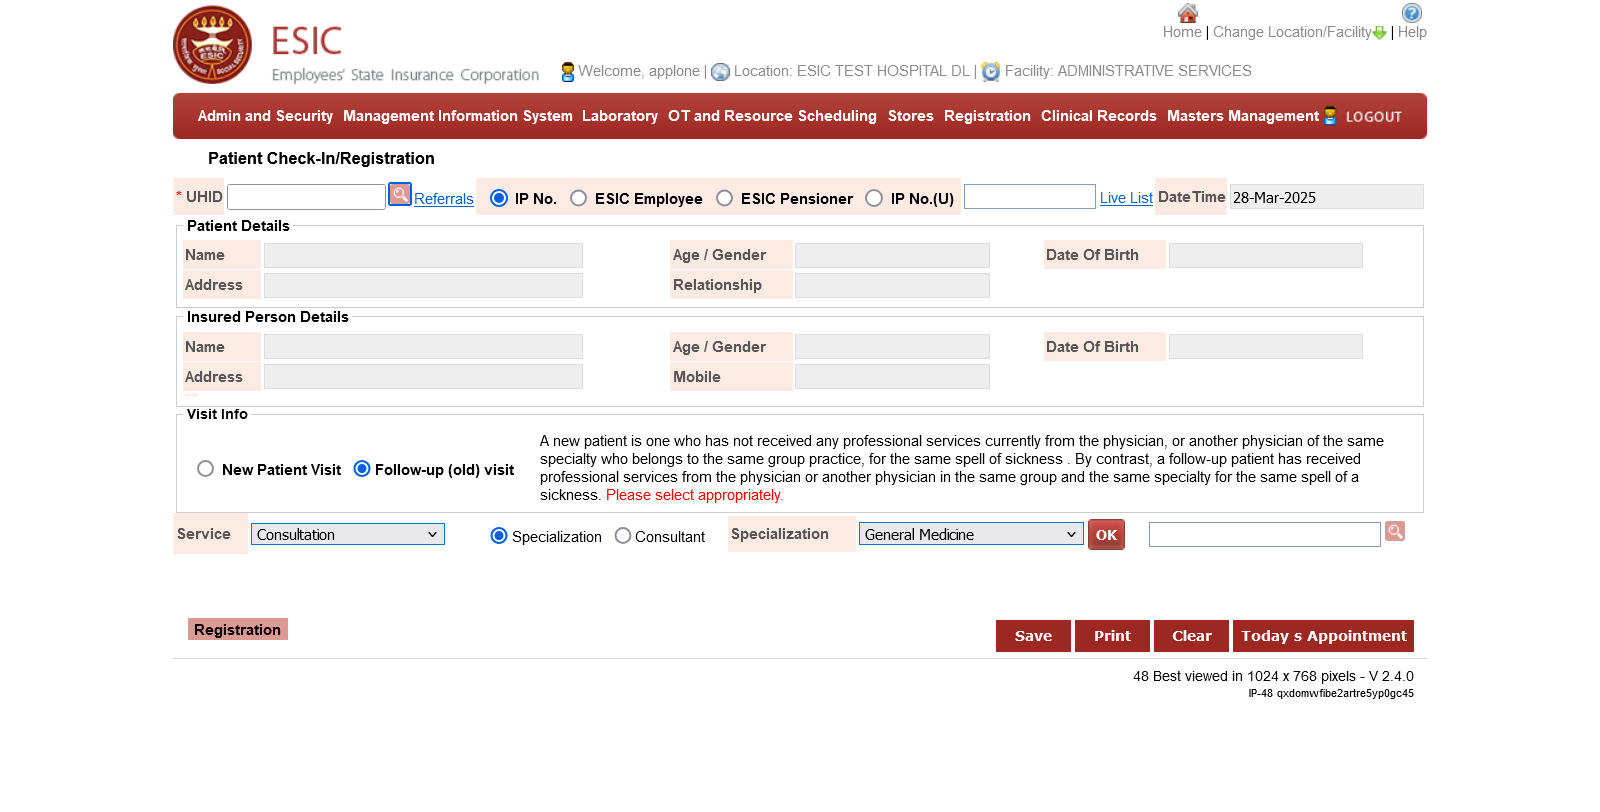 Home | Change Location/Facility | Help
ESIC
Employees' State Insurance Corporation
Welcome, applone | Location: ESIC TEST HOSPITAL DL | Facility: ADMINISTRATIVE SERVICES
Admin and Security Management Information System Laboratory OT and Resource Scheduling Stores Registration Clinical Records Masters Management LOGOUT
Patient Check-In/Registration
* UHID Referrals IP No. ESIC Employee ESIC Pensioner IP No.(U) Live List DateTime 28-Mar-2025
Patient Details
Name Age / Gender Date Of Birth
Address Relationship
Insured Person Details
Name Age / Gender Date Of Birth
Address Mobile
Visit Info
New Patient Visit Follow-up (old) visit
A new patient is one who has not received any professional services currently from the physician, or another physician of the same
specialty who belongs to the same group practice, for the same spell of sickness . By contrast, a follow-up patient has received
professional services from the physician or another physician in the same group and the same specialty for the same spell of a
sickness. Please select appropriately.
Service Consultation Specialization Consultant Specialization General Medicine OK
Registration Save Print Clear Today s Appointment
48 Best viewed in 1024 x 768 pixels - V 2.4.0
IP-48 qxdomvvfibe2artre5yp0gc45